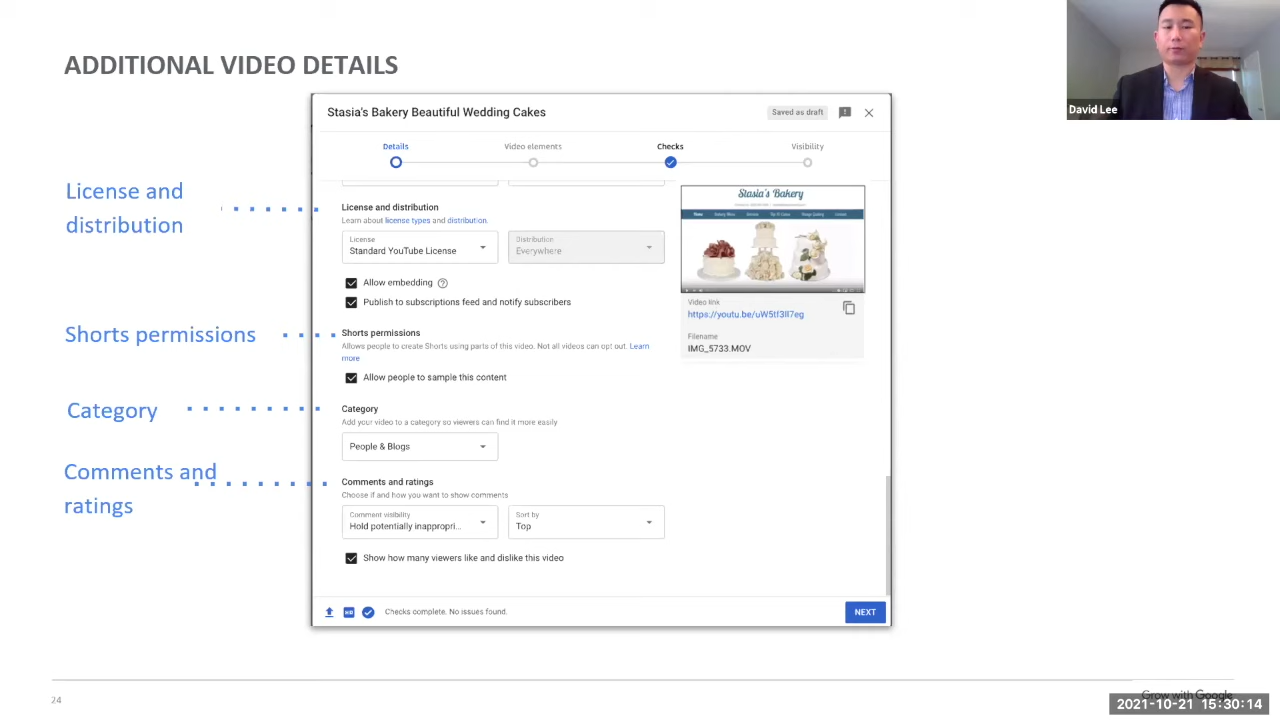 ADDITIONAL VIDEO DETAILS
David Lee
Stasia's Bakery Beautiful Wedding Cakes
Saved as draft
Details
Video elements
Checks
Visibility
License and
distribution
License and distribution
Learn about license types and distribution.
License
Standard YouTube License
Distribution
Everywhere
Allow embedding
Publish to subscriptions feed and notify subscribers
Stasia's Bakery
Video link
https://youtu.be/uW5tf3II7eg
Filename
IMG_5733.MOV
Shorts permissions
Shorts permissions
Allows people to create Shorts using parts of this video. Not all videos can opt out. Learn
more
Allow people to sample this content
Category
Category
Add your video to a category so viewers can find it more easily
People & Blogs
Comments and
ratings
Comments and ratings
Choose if and how you want to show comments
Comment visibility
Hold potentially inappropri...
Sort by
Top
Show how many viewers like and dislike this video
Checks complete. No issues found.
NEXT
24
Grow with Google
2021-10-21 15:30:14